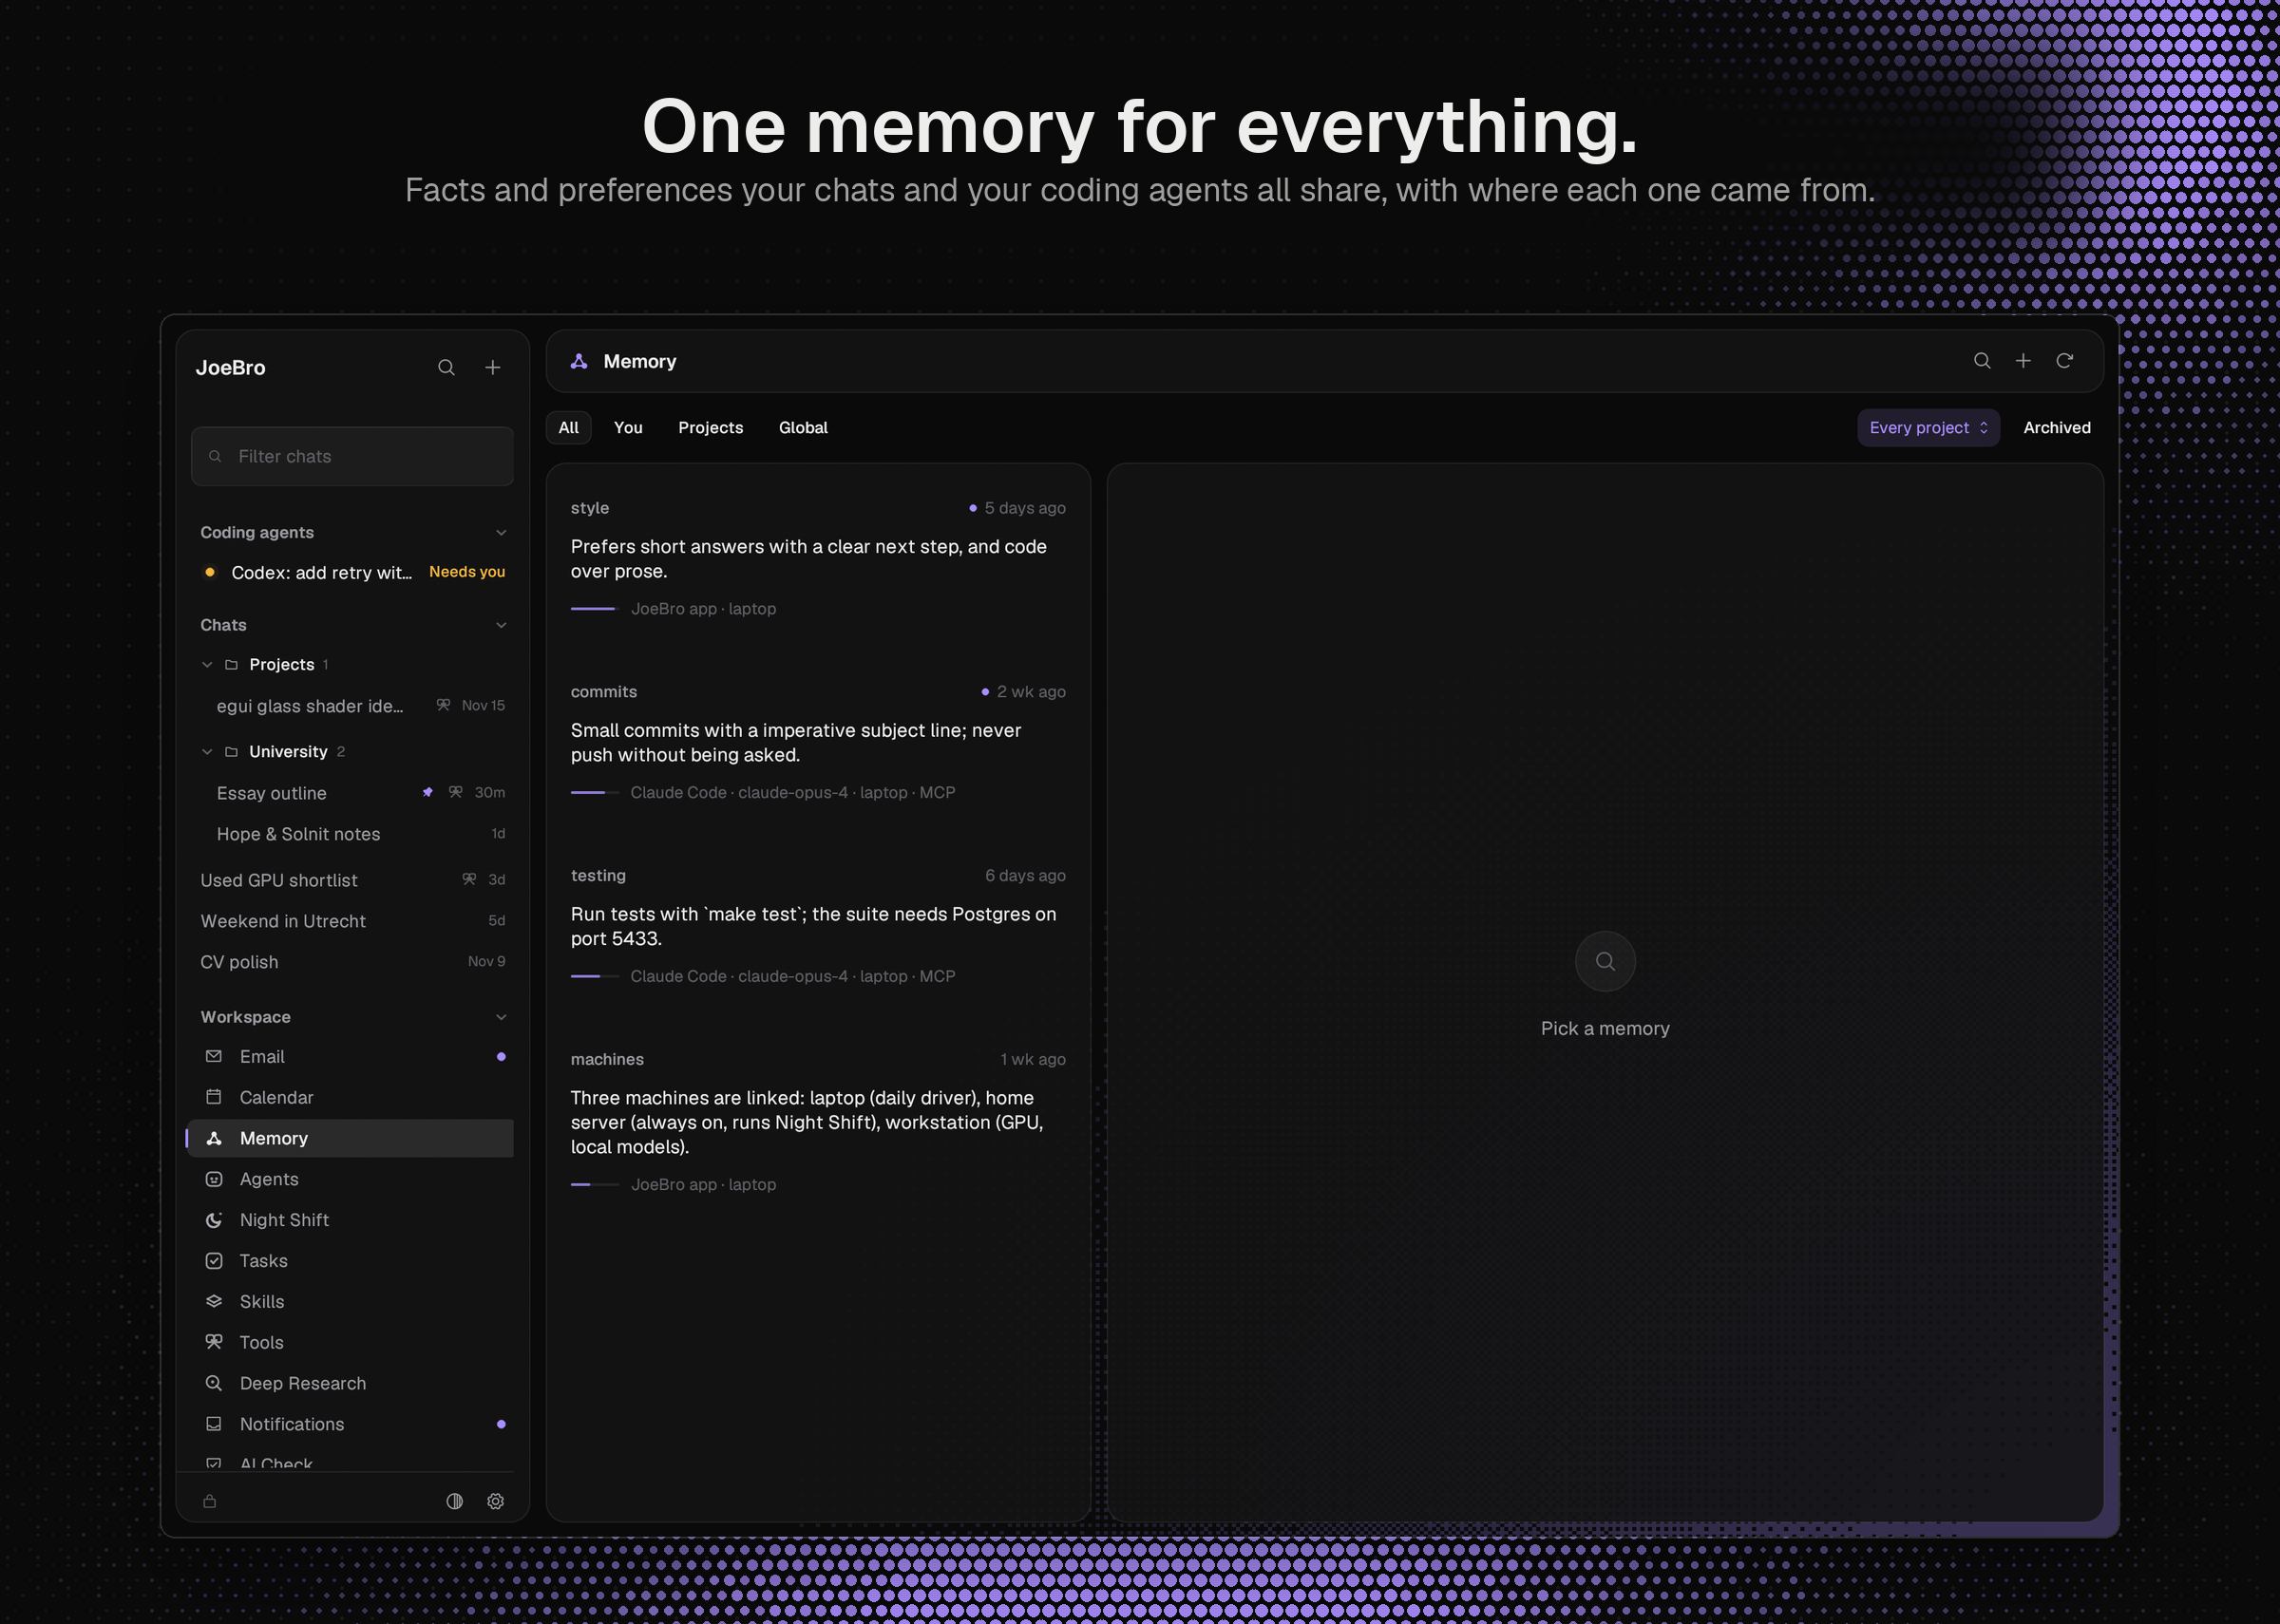 One memory for everything.
Facts and preferences your chats and your coding agents all share, with where each one came from.
JoeBro
Filter chats
Coding agents
Codex: add retry wit... Needs you
Chats
Projects 1
egui glass shader ide... Nov 15
University 2
Essay outline 30m
Hope & Solnit notes 1d
Used GPU shortlist 3d
Weekend in Utrecht 5d
CV polish Nov 9
Workspace
Email
Calendar
Memory
Agents
Night Shift
Tasks
Skills
Tools
Deep Research
Notifications
AI Check
Memory
All You Projects Global Every project Archived
style 5 days ago
Prefers short answers with a clear next step, and code
over prose.
JoeBro app · laptop
commits 2 wk ago
Small commits with a imperative subject line; never
push without being asked.
Claude Code · claude-opus-4 · laptop · MCP
testing 6 days ago
Run tests with `make test`; the suite needs Postgres on
port 5433.
Claude Code · claude-opus-4 · laptop · MCP
machines 1 wk ago
Three machines are linked: laptop (daily driver), home
server (always on, runs Night Shift), workstation (GPU,
local models).
JoeBro app · laptop
Pick a memory